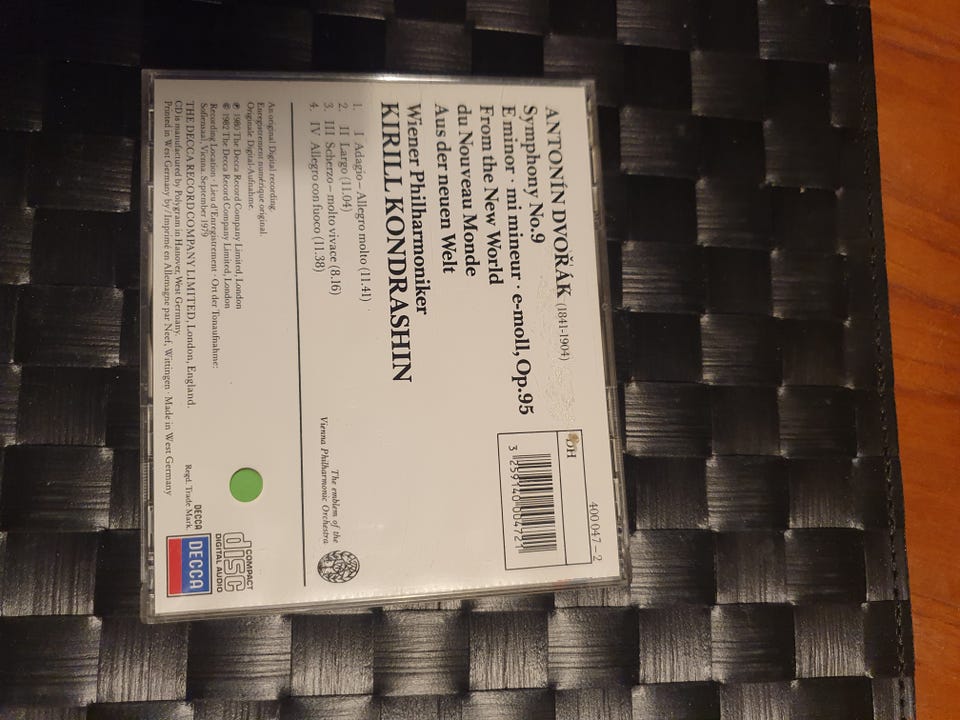 400 047-2
ANTONÍN DVOŘÁK (1841-1904)
Symphony No.9
E minor · mi mineur · e-moll, Op.95
From the New World
du Nouveau Monde
Aus der neuen Welt
DH
3 259140 004721
Wiener Philharmoniker
KIRILL KONDRASHIN
1. I Adagio – Allegro molto (11.41)
2. II Largo (11.04)
3. III Scherzo – molto vivace (8.16)
4. IV Allegro con fuoco (11.38)
The emblem of the
Vienna Philharmonic Orchestra
An original Digital recording.
Enregistrement numérique original.
Originale Digital-Aufnahme.
℗ 1980 The Decca Record Company Limited, London
© 1982 The Decca Record Company Limited, London
Recording Location · Lieu d'Enregistrement · Ort der Tonaufnahme:
Sofiensaal, Vienna. September 1979
THE DECCA RECORD COMPANY LIMITED, London, England.
CD is manufactured by Polygram in Hanover, West Germany.
Printed in West Germany by / Imprimé en Allemagne par Neef, Wittingen · Made in West Germany
COMPACT
disc
DIGITAL AUDIO
DECCA
DECCA
Regd. Trade Mark.